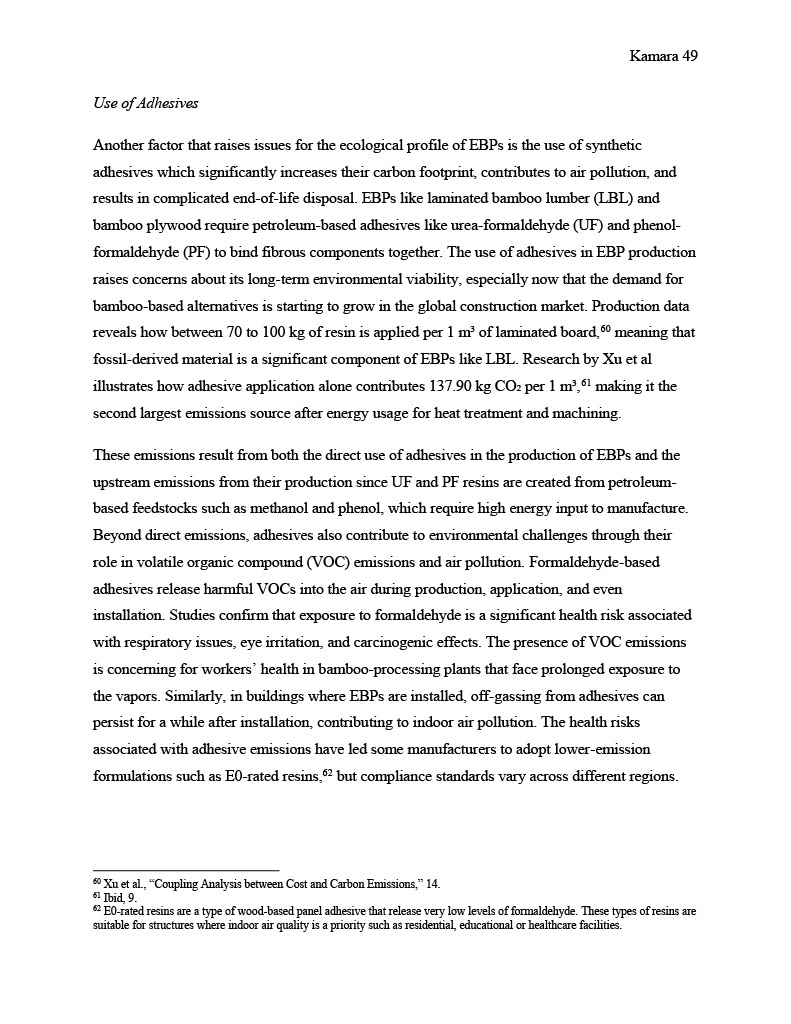 Kamara 49
Use of Adhesives
Another factor that raises issues for the ecological profile of EBPs is the use of synthetic
adhesives which significantly increases their carbon footprint, contributes to air pollution, and
results in complicated end-of-life disposal. EBPs like laminated bamboo lumber (LBL) and
bamboo plywood require petroleum-based adhesives like urea-formaldehyde (UF) and phenol-
formaldehyde (PF) to bind fibrous components together. The use of adhesives in EBP production
raises concerns about its long-term environmental viability, especially now that the demand for
bamboo-based alternatives is starting to grow in the global construction market. Production data
reveals how between 70 to 100 kg of resin is applied per 1 m³ of laminated board,⁶⁰ meaning that
fossil-derived material is a significant component of EBPs like LBL. Research by Xu et al
illustrates how adhesive application alone contributes 137.90 kg CO₂ per 1 m³,⁶¹ making it the
second largest emissions source after energy usage for heat treatment and machining.
These emissions result from both the direct use of adhesives in the production of EBPs and the
upstream emissions from their production since UF and PF resins are created from petroleum-
based feedstocks such as methanol and phenol, which require high energy input to manufacture.
Beyond direct emissions, adhesives also contribute to environmental challenges through their
role in volatile organic compound (VOC) emissions and air pollution. Formaldehyde-based
adhesives release harmful VOCs into the air during production, application, and even
installation. Studies confirm that exposure to formaldehyde is a significant health risk associated
with respiratory issues, eye irritation, and carcinogenic effects. The presence of VOC emissions
is concerning for workers’ health in bamboo-processing plants that face prolonged exposure to
the vapors. Similarly, in buildings where EBPs are installed, off-gassing from adhesives can
persist for a while after installation, contributing to indoor air pollution. The health risks
associated with adhesive emissions have led some manufacturers to adopt lower-emission
formulations such as E0-rated resins,⁶² but compliance standards vary across different regions.
⁶⁰ Xu et al., “Coupling Analysis between Cost and Carbon Emissions,” 14.
⁶¹ Ibid, 9.
⁶² E0-rated resins are a type of wood-based panel adhesive that release very low levels of formaldehyde. These types of resins are
suitable for structures where indoor air quality is a priority such as residential, educational or healthcare facilities.